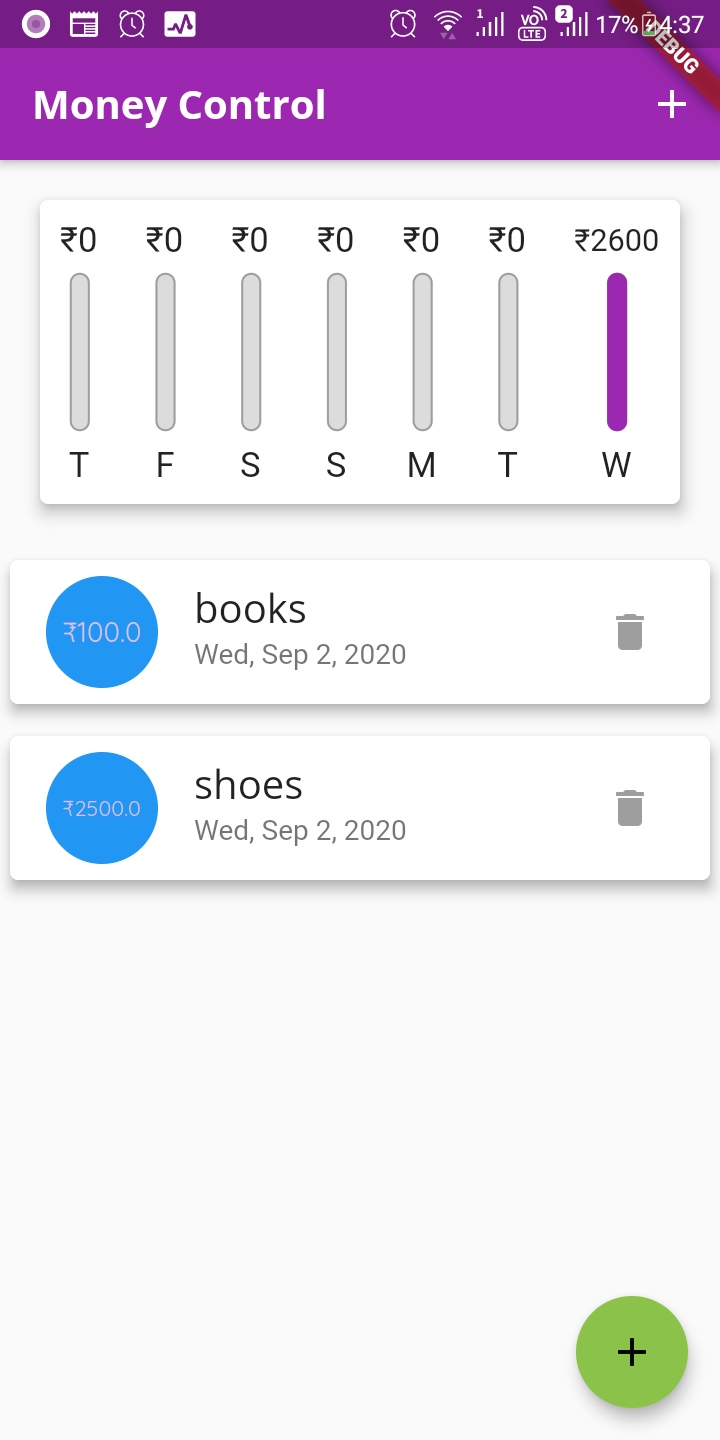 1 VO LTE 2 17% 4:37
DEBUG
Money Control
₹0 ₹0 ₹0 ₹0 ₹0 ₹0 ₹2600
T F S S M T W
₹100.0
books
Wed, Sep 2, 2020
₹2500.0
shoes
Wed, Sep 2, 2020